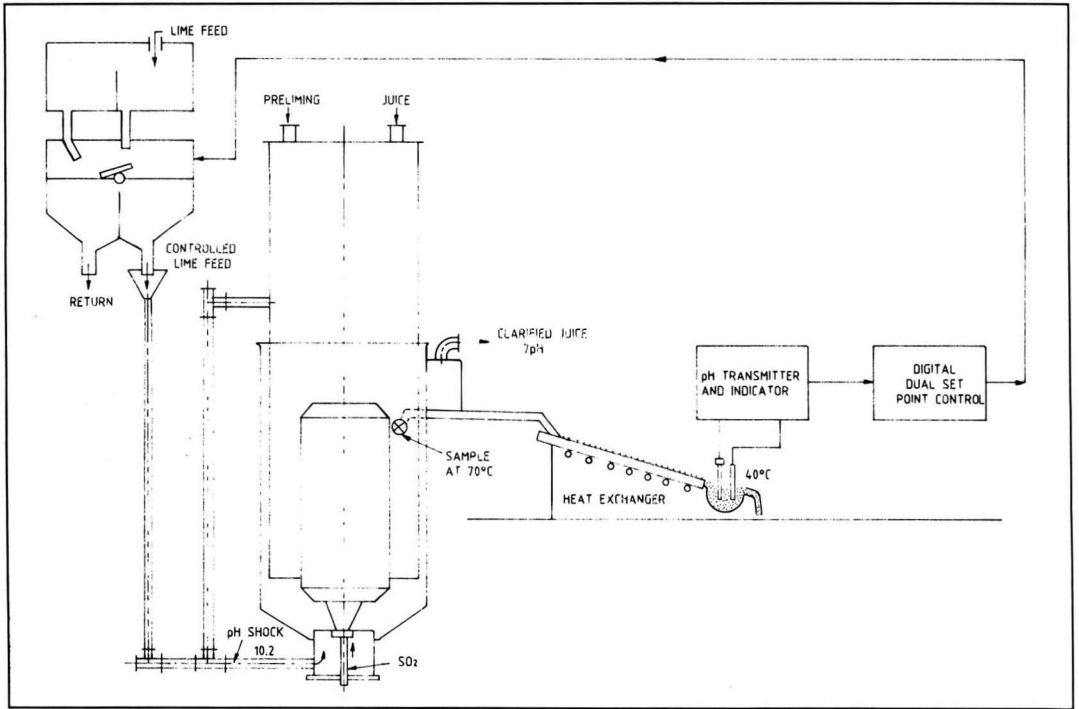 LIME FEED
PRELIMING
JUICE
CONTROLLED
LIME FEED
RETURN
CLARIFIED JUICE
7pH
pH TRANSMITTER
AND INDICATOR
DIGITAL
DUAL SET
POINT CONTROL
SAMPLE
AT 70°C
40°C
HEAT EXCHANGER
pH SHOCK
10.2
SO₂